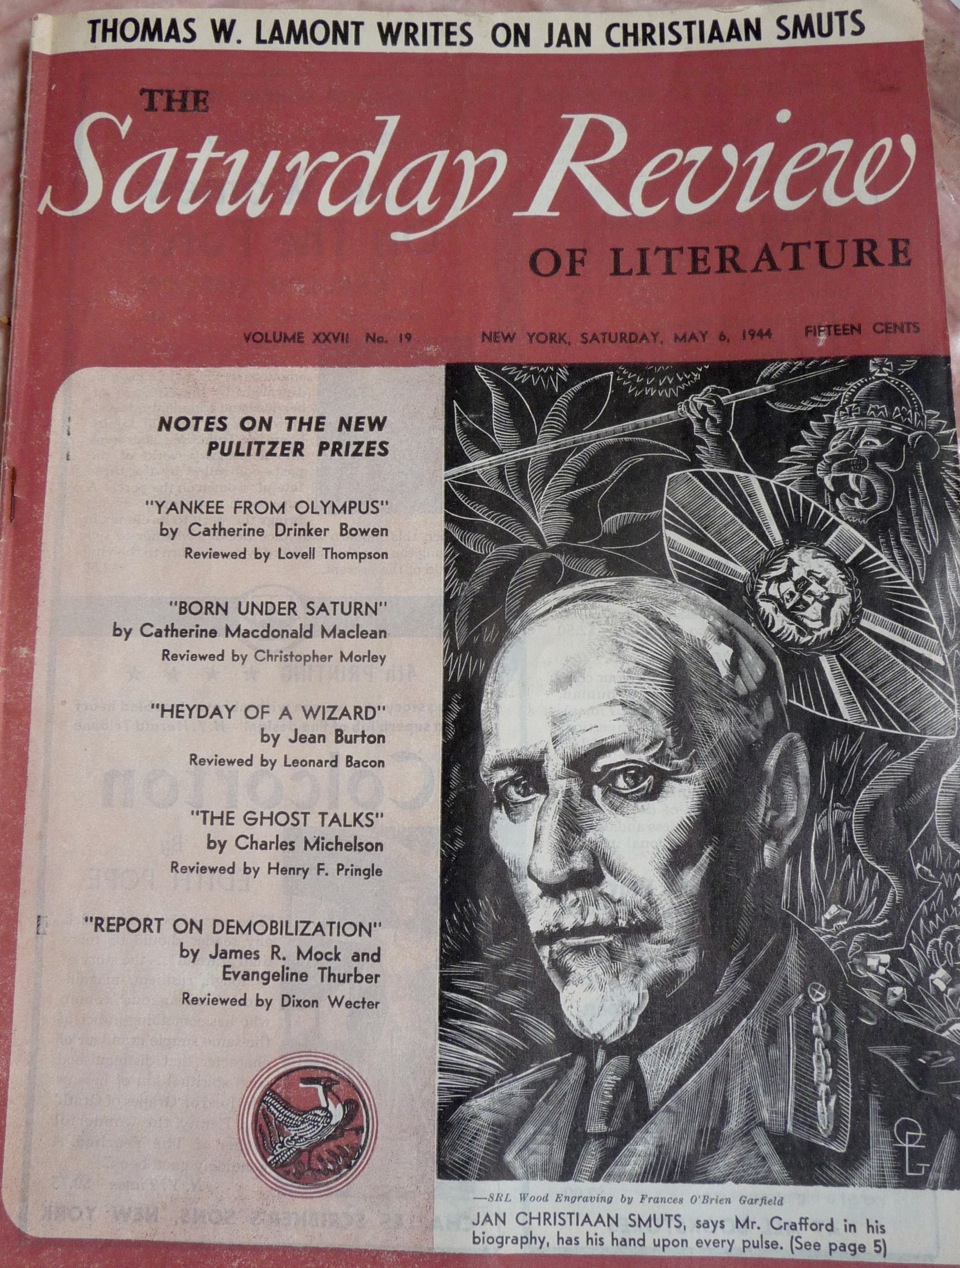 THOMAS W. LAMONT WRITES ON JAN CHRISTIAAN SMUTS
THE
Saturday Review
OF LITERATURE
VOLUME XXVII No. 19 NEW YORK, SATURDAY, MAY 6, 1944 FIFTEEN CENTS
NOTES ON THE NEW
PULITZER PRIZES
"YANKEE FROM OLYMPUS"
by Catherine Drinker Bowen
Reviewed by Lovell Thompson
"BORN UNDER SATURN"
by Catherine Macdonald Maclean
Reviewed by Christopher Morley
"HEYDAY OF A WIZARD"
by Jean Burton
Reviewed by Leonard Bacon
"THE GHOST TALKS"
by Charles Michelson
Reviewed by Henry F. Pringle
"REPORT ON DEMOBILIZATION"
by James R. Mock and
Evangeline Thurber
Reviewed by Dixon Wecter
—SRL Wood Engraving by Frances O'Brien Garfield
JAN CHRISTIAAN SMUTS, says Mr. Crafford in his
biography, has his hand upon every pulse. (See page 5)